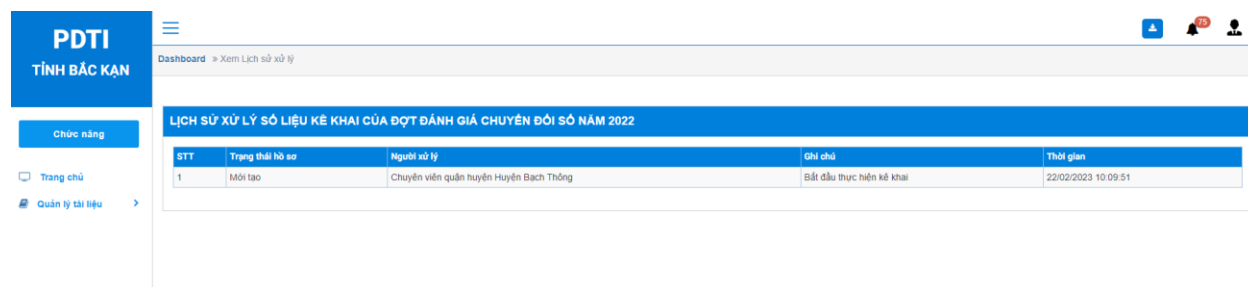 PDTI
TỈNH BẮC KẠN
75
Dashboard » Xem Lịch sử xử lý
Chức năng
Trang chủ
Quản lý tài liệu
LỊCH SỬ XỬ LÝ SỐ LIỆU KÊ KHAI CỦA ĐỢT ĐÁNH GIÁ CHUYỂN ĐỔI SỐ NĂM 2022
STT Trạng thái hồ sơ Người xử lý Ghi chú Thời gian
1 Mới tạo Chuyên viên quận huyện Huyện Bạch Thông Bắt đầu thực hiện kê khai 22/02/2023 10:09:51